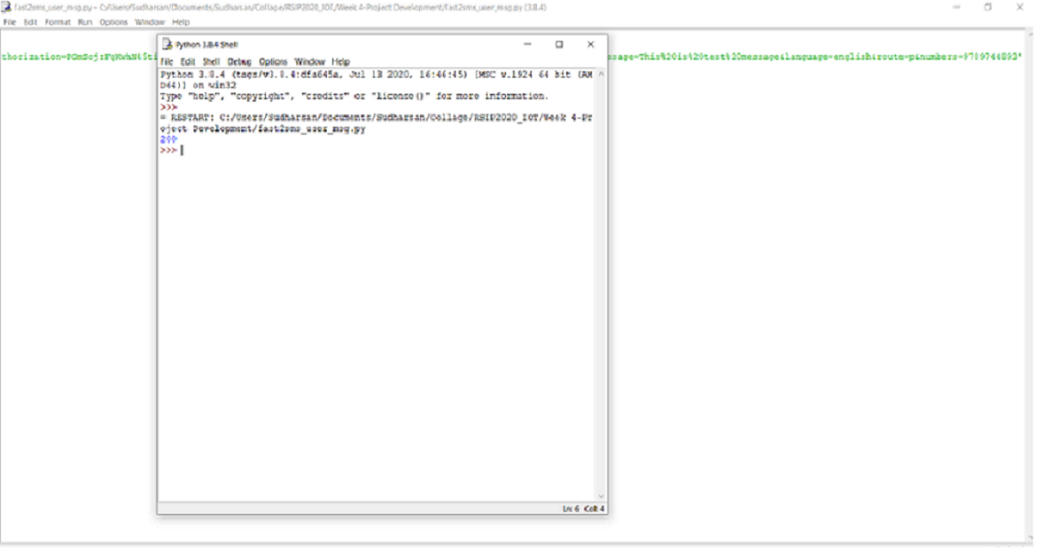 fast2sms_user_msg.py - C:/Users/Sudharsan/Documents/Sudharsan/Collage/RSIP2020_IOT/Week 4-Project Development/fast2sms_user_msg.py (3.8.4)
File Edit Format Run Options Window Help
ssage=This%20is%20test%20message&language=english&route=p&numbers=9789744892"
Python 3.8.4 Shell
File Edit Shell Debug Options Window Help
Python 3.8.4 (tags/v3.8.4:dfa645a, Jul 13 2020, 16:46:45) [MSC v.1924 64 bit (AM
D64)] on win32
Type "help", "copyright", "credits" or "license()" for more information.
>>>
= RESTART: C:/Users/Sudharsan/Documents/Sudharsan/Collage/RSIP2020_IOT/Week 4-Pr
oject Development/fast2sms_user_msg.py
200
>>>
Ln: 6 Col: 4